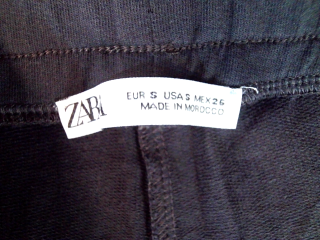 ZARA
EUR S USA S MEX 26
MADE IN MOROCCO